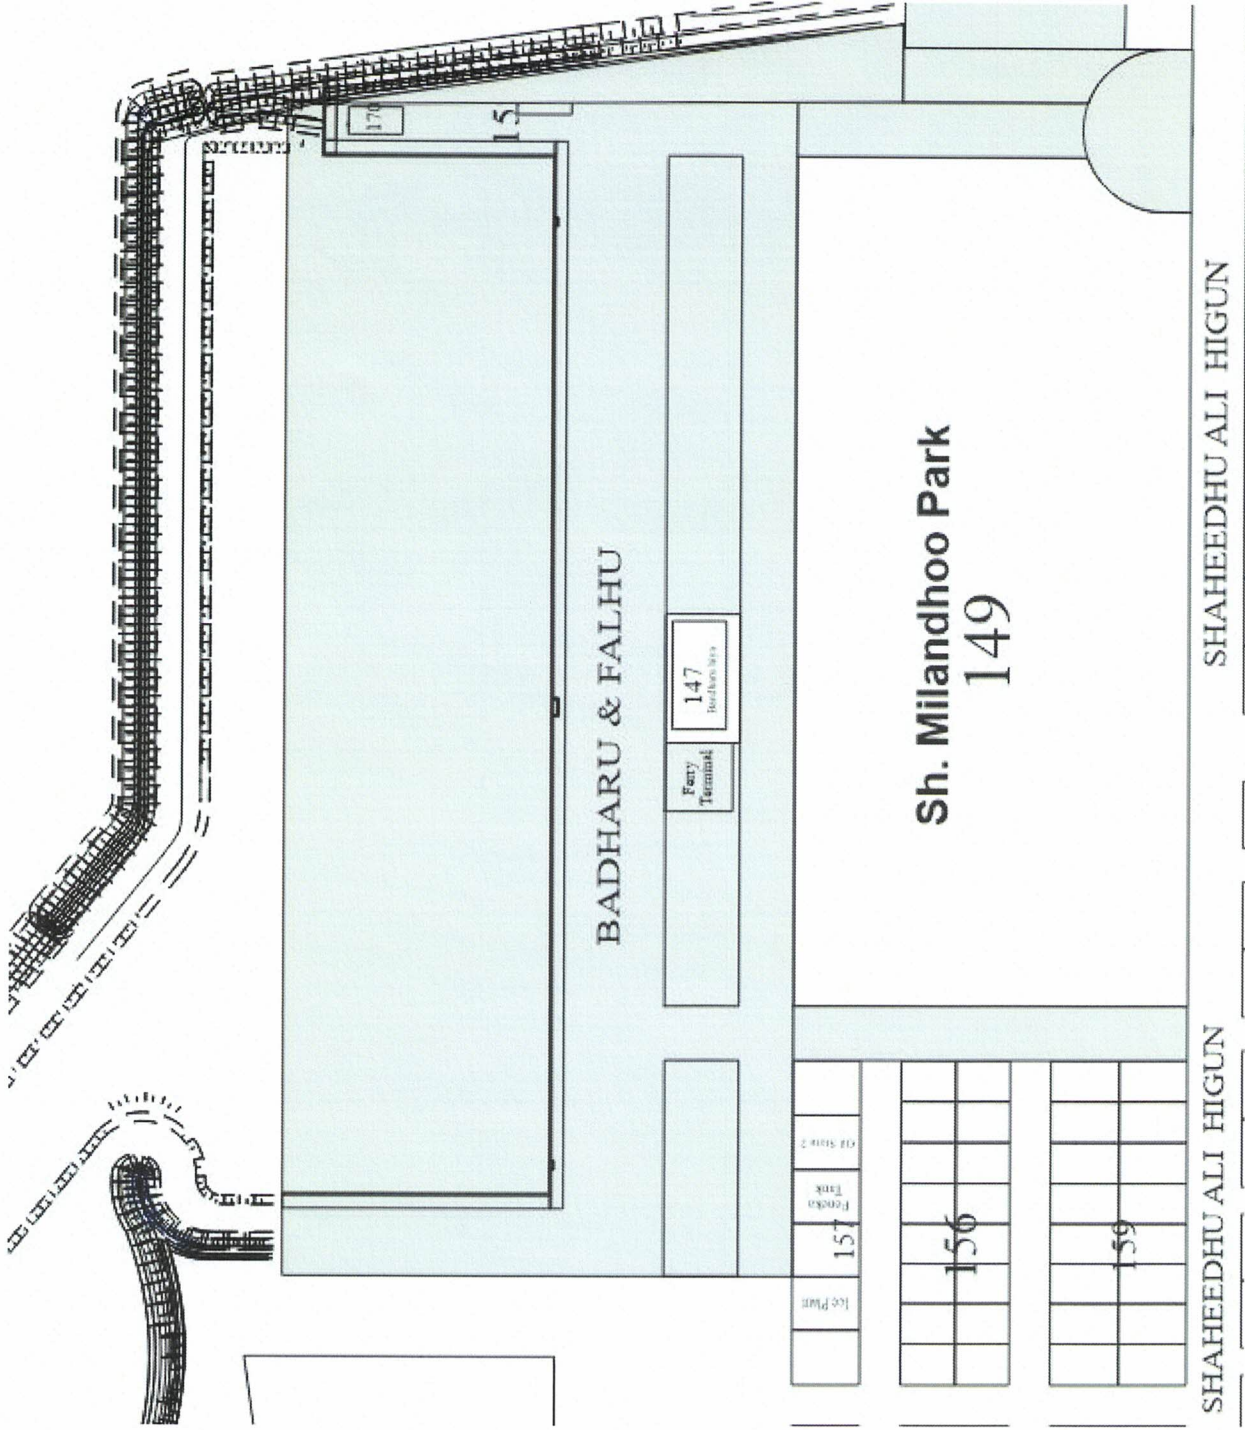 170
15
BADHARU & FALHU
147
Ferry
Terminal
Sh. Milandhoo Park
149
SHAHEEDHU ALI HIGUN
SHAHEEDHU ALI HIGUN
Oil Store 2
Tank
157
Ice Plant
156
159